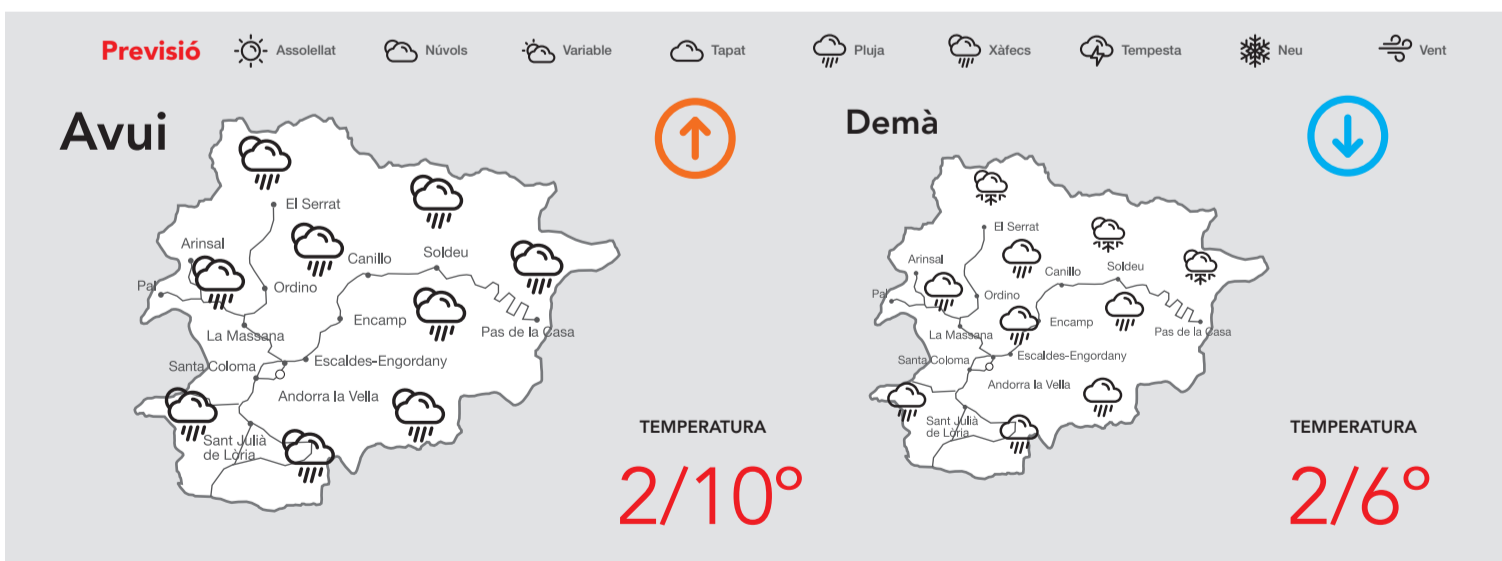 Previsió
Assolellat
Núvols
Variable
Tapat
Pluja
Xàfecs
Tempesta
Neu
Vent
Avui
El Serrat
Arinsal
Soldeu
Canillo
Pal
Ordino
Encamp
Pas de la Casa
La Massana
Escaldes-Engordany
Santa Coloma
Andorra la Vella
Sant Julià
de Lòria
TEMPERATURA
2/10°
Demà
El Serrat
Arinsal
Soldeu
Canillo
Pal
Ordino
Encamp
Pas de la Casa
La Massana
Escaldes-Engordany
Santa Coloma
Andorra la Vella
Sant Julià
de Lòria
TEMPERATURA
2/6°